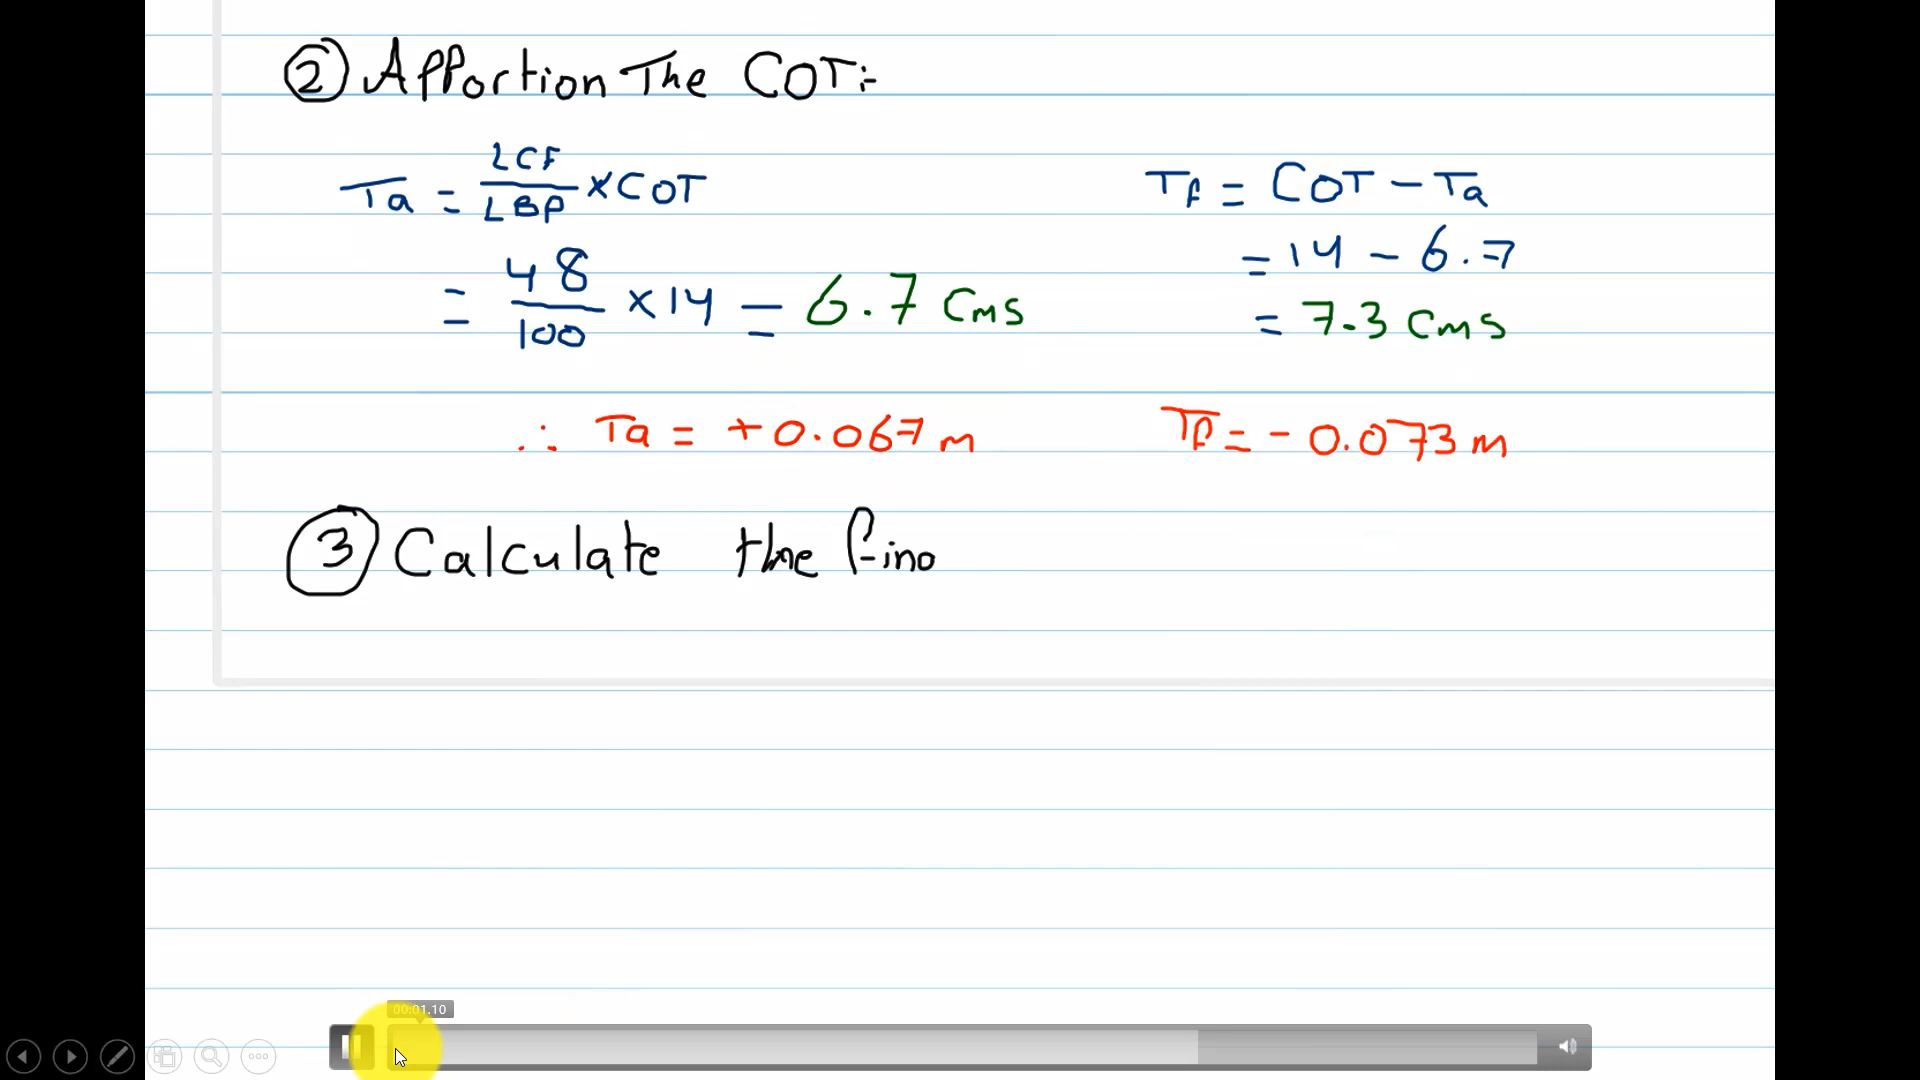 ② Apportion The COT:-
Ta = LCF/LBP × COT
= 48/100 × 14 = 6.7 cms
Tf = COT - Ta
= 14 - 6.7
= 7.3 cms
∴ Ta = +0.067 m
Tf = -0.073 m
③ Calculate the fina
00:01.10